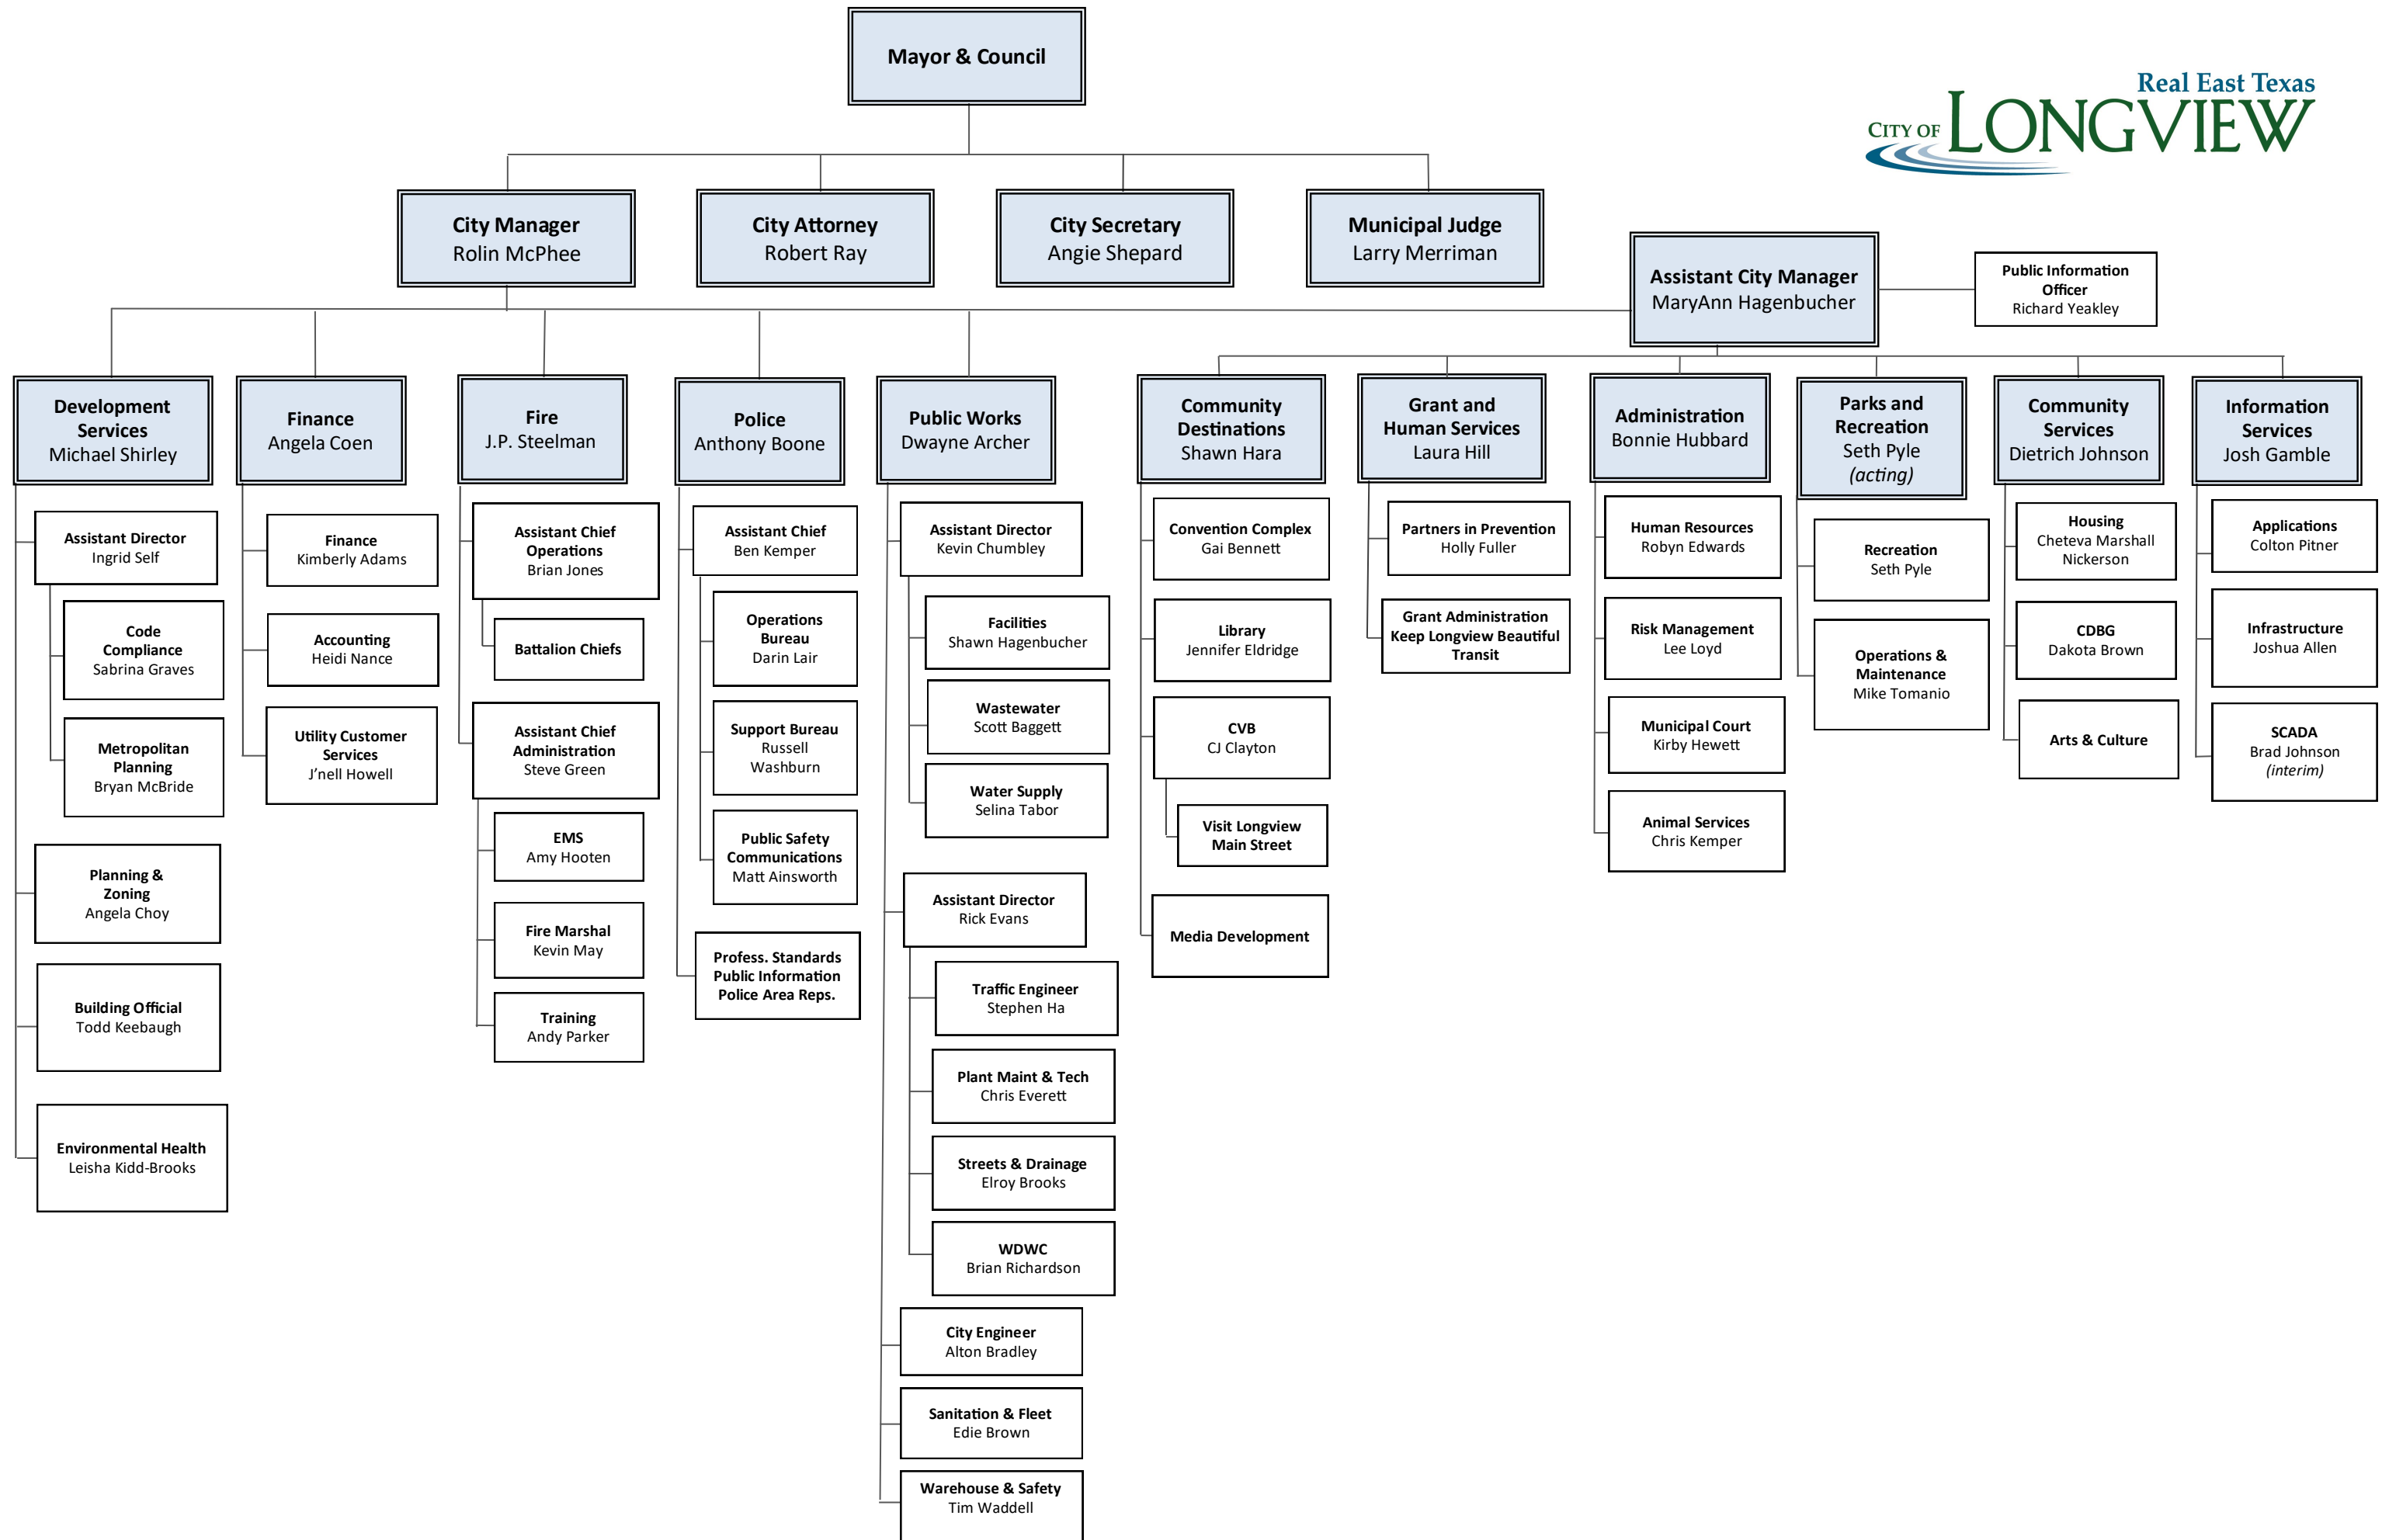 Mayor & Council
Real East Texas
CITY OF LONGVIEW
City Manager
Rolin McPhee
City Attorney
Robert Ray
City Secretary
Angie Shepard
Municipal Judge
Larry Merriman
Assistant City Manager
MaryAnn Hagenbucher
Public Information
Officer
Richard Yeakley
Development
Services
Michael Shirley
Assistant Director
Ingrid Self
Code
Compliance
Sabrina Graves
Metropolitan
Planning
Bryan McBride
Planning &
Zoning
Angela Choy
Building Official
Todd Keebaugh
Environmental Health
Leisha Kidd-Brooks
Finance
Angela Coen
Finance
Kimberly Adams
Accounting
Heidi Nance
Utility Customer
Services
J’nell Howell
Fire
J.P. Steelman
Assistant Chief
Operations
Brian Jones
Battalion Chiefs
Assistant Chief
Administration
Steve Green
EMS
Amy Hooten
Fire Marshal
Kevin May
Training
Andy Parker
Police
Anthony Boone
Assistant Chief
Ben Kemper
Operations
Bureau
Darin Lair
Support Bureau
Russell
Washburn
Public Safety
Communications
Matt Ainsworth
Profess. Standards
Public Information
Police Area Reps.
Public Works
Dwayne Archer
Assistant Director
Kevin Chumbley
Facilities
Shawn Hagenbucher
Wastewater
Scott Baggett
Water Supply
Selina Tabor
Assistant Director
Rick Evans
Traffic Engineer
Stephen Ha
Plant Maint & Tech
Chris Everett
Streets & Drainage
Elroy Brooks
WDWC
Brian Richardson
City Engineer
Alton Bradley
Sanitation & Fleet
Edie Brown
Warehouse & Safety
Tim Waddell
Community
Destinations
Shawn Hara
Convention Complex
Gai Bennett
Library
Jennifer Eldridge
CVB
CJ Clayton
Visit Longview
Main Street
Media Development
Grant and
Human Services
Laura Hill
Partners in Prevention
Holly Fuller
Grant Administration
Keep Longview Beautiful
Transit
Administration
Bonnie Hubbard
Human Resources
Robyn Edwards
Risk Management
Lee Loyd
Municipal Court
Kirby Hewett
Animal Services
Chris Kemper
Parks and
Recreation
Seth Pyle
(acting)
Recreation
Seth Pyle
Operations &
Maintenance
Mike Tomanio
Community
Services
Dietrich Johnson
Housing
Cheteva Marshall
Nickerson
CDBG
Dakota Brown
Arts & Culture
Information
Services
Josh Gamble
Applications
Colton Pitner
Infrastructure
Joshua Allen
SCADA
Brad Johnson
(interim)